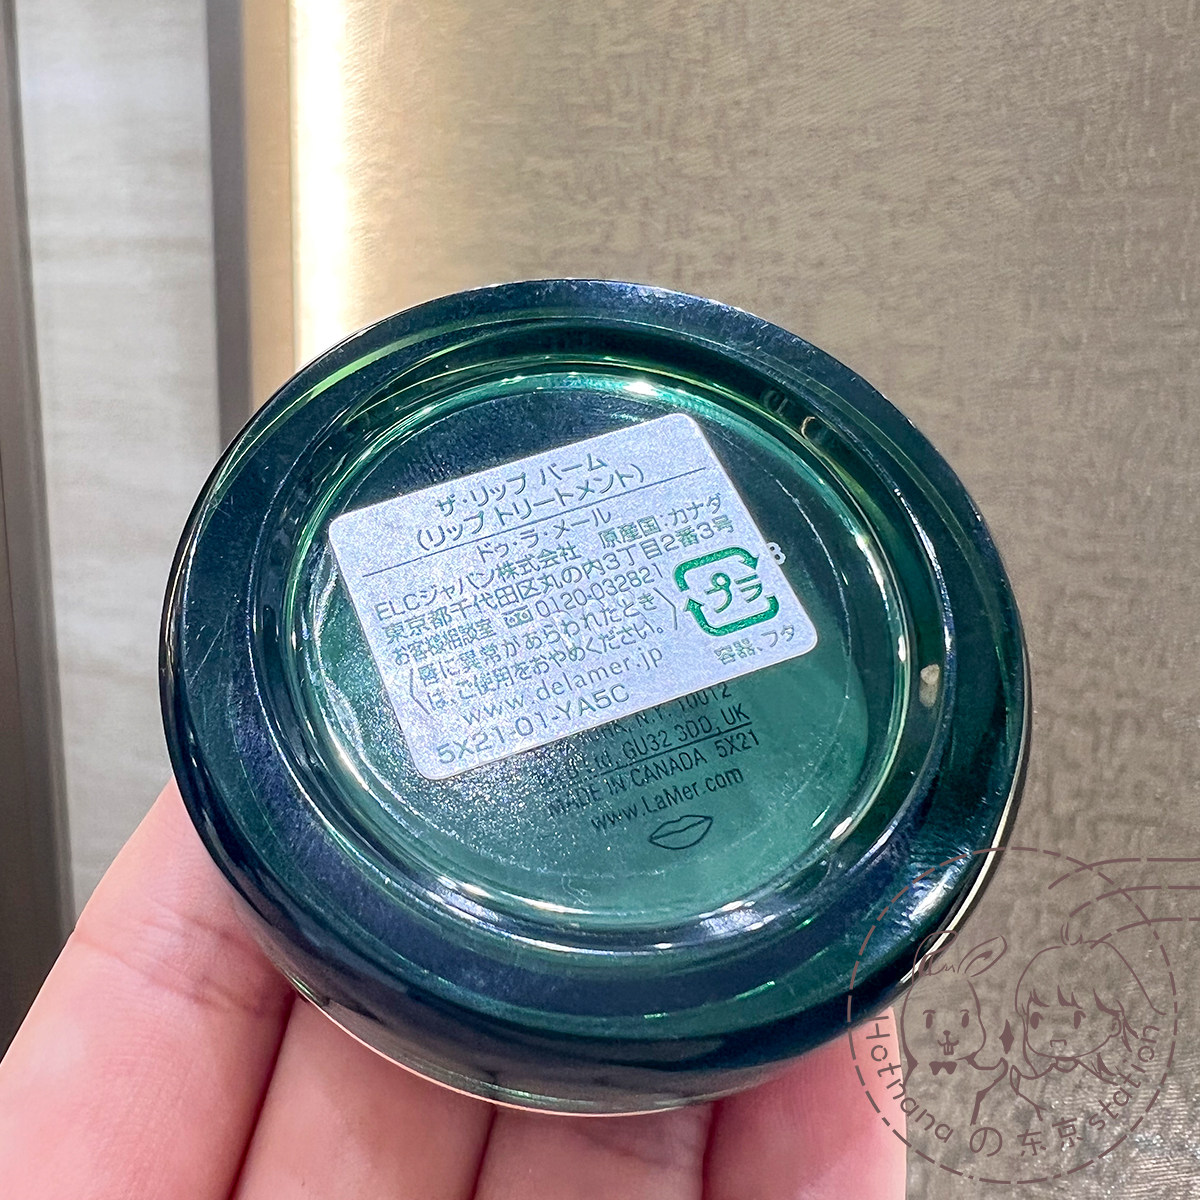 ザ・リップ バーム
(リップ トリートメント)
ドゥ・ラ・メール
ELCジャパン株式会社 原産国:カナダ
東京都千代田区丸の内3丁目2番3号
お客様相談室 0120-032821
〈唇に異常があらわれたとき
は、ご使用をおやめください。〉
www.delamer.jp
5X21-01-YA5C
プラ
容器、フタ
N.Y. 10012
Ltd, GU32 3DD, UK
MADE IN CANADA 5X21
www.LaMer.com
Hotnana の 东京 station